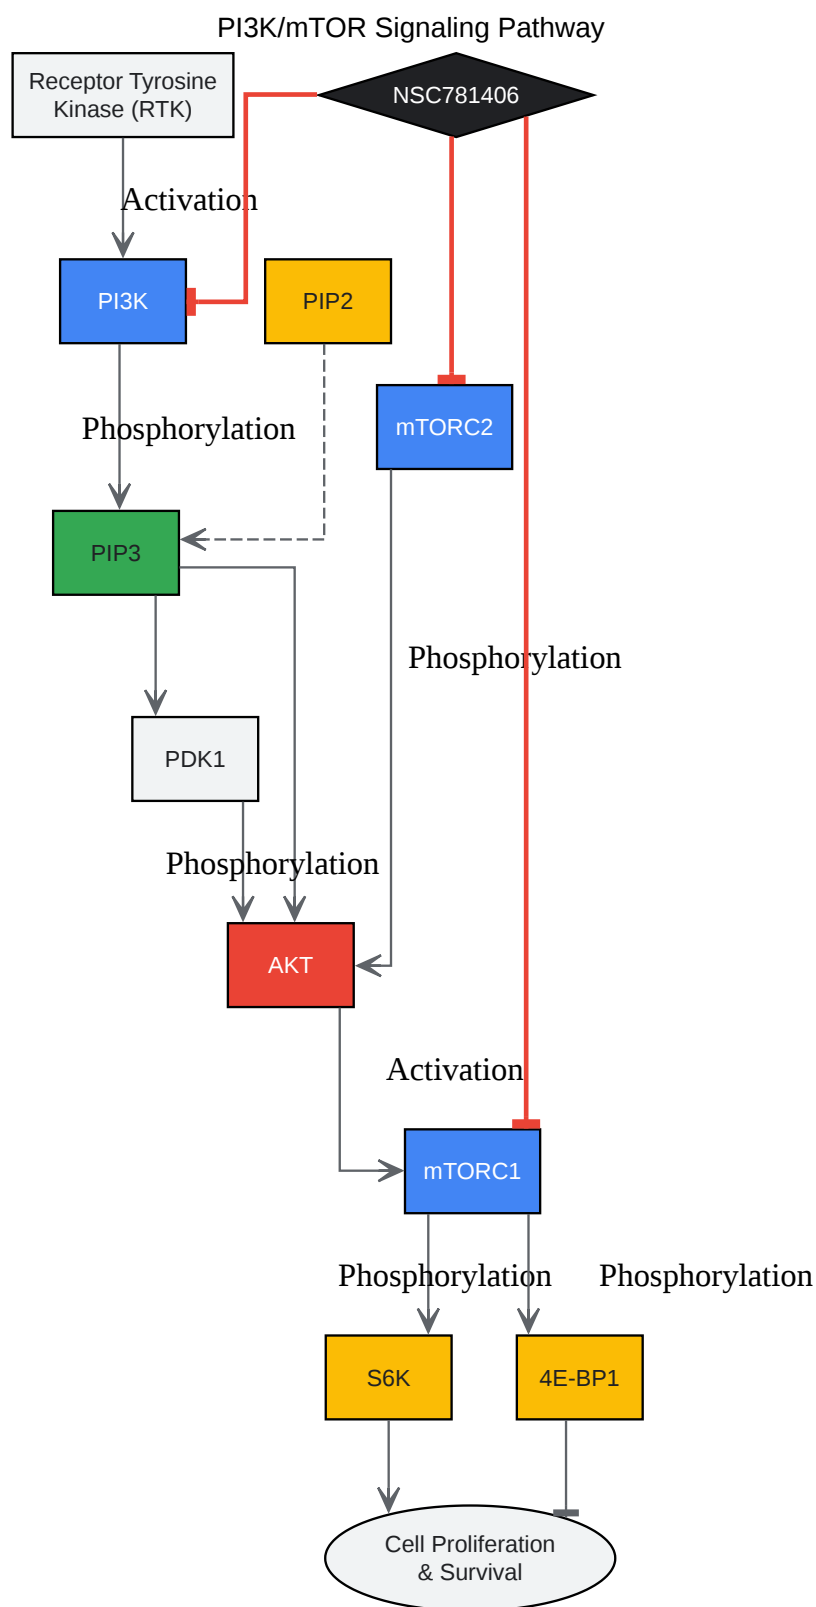 PI3K/mTOR Signaling Pathway
Receptor Tyrosine
Kinase (RTK)
NSC781406
Activation
PI3K
PIP2
Phosphorylation
mTORC2
PIP3
Phosphorylation
PDK1
Phosphorylation
AKT
Activation
mTORC1
Phosphorylation
Phosphorylation
S6K
4E-BP1
Cell Proliferation
& Survival